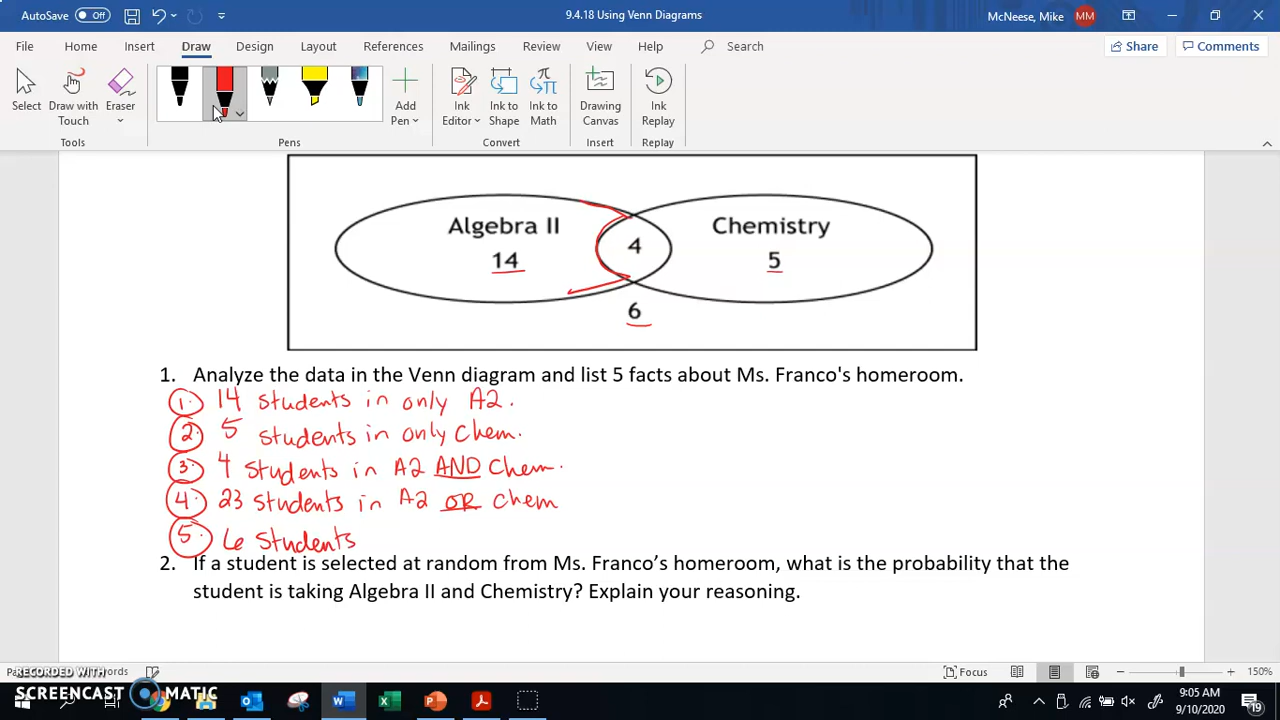 AutoSave Off 9.4.18 Using Venn Diagrams McNeese, Mike MM
File Home Insert Draw Design Layout References Mailings Review View Help Search Share Comments
Select Draw with Touch Eraser Add Pen Ink Editor Ink to Shape Ink to Math Drawing Canvas Ink Replay
Tools Pens Convert Insert Replay
Algebra II Chemistry
4
14 5
6
1. Analyze the data in the Venn diagram and list 5 facts about Ms. Franco's homeroom.
1. 14 students in only A2.
2. 5 students in only Chem.
3. 4 students in A2 AND Chem.
4. 23 students in A2 OR Chem
5. 6 Students
2. If a student is selected at random from Ms. Franco’s homeroom, what is the probability that the
student is taking Algebra II and Chemistry? Explain your reasoning.
RECORDED WITH words Focus 150%
SCREENCAST MATIC 9:05 AM
9/10/2020 19